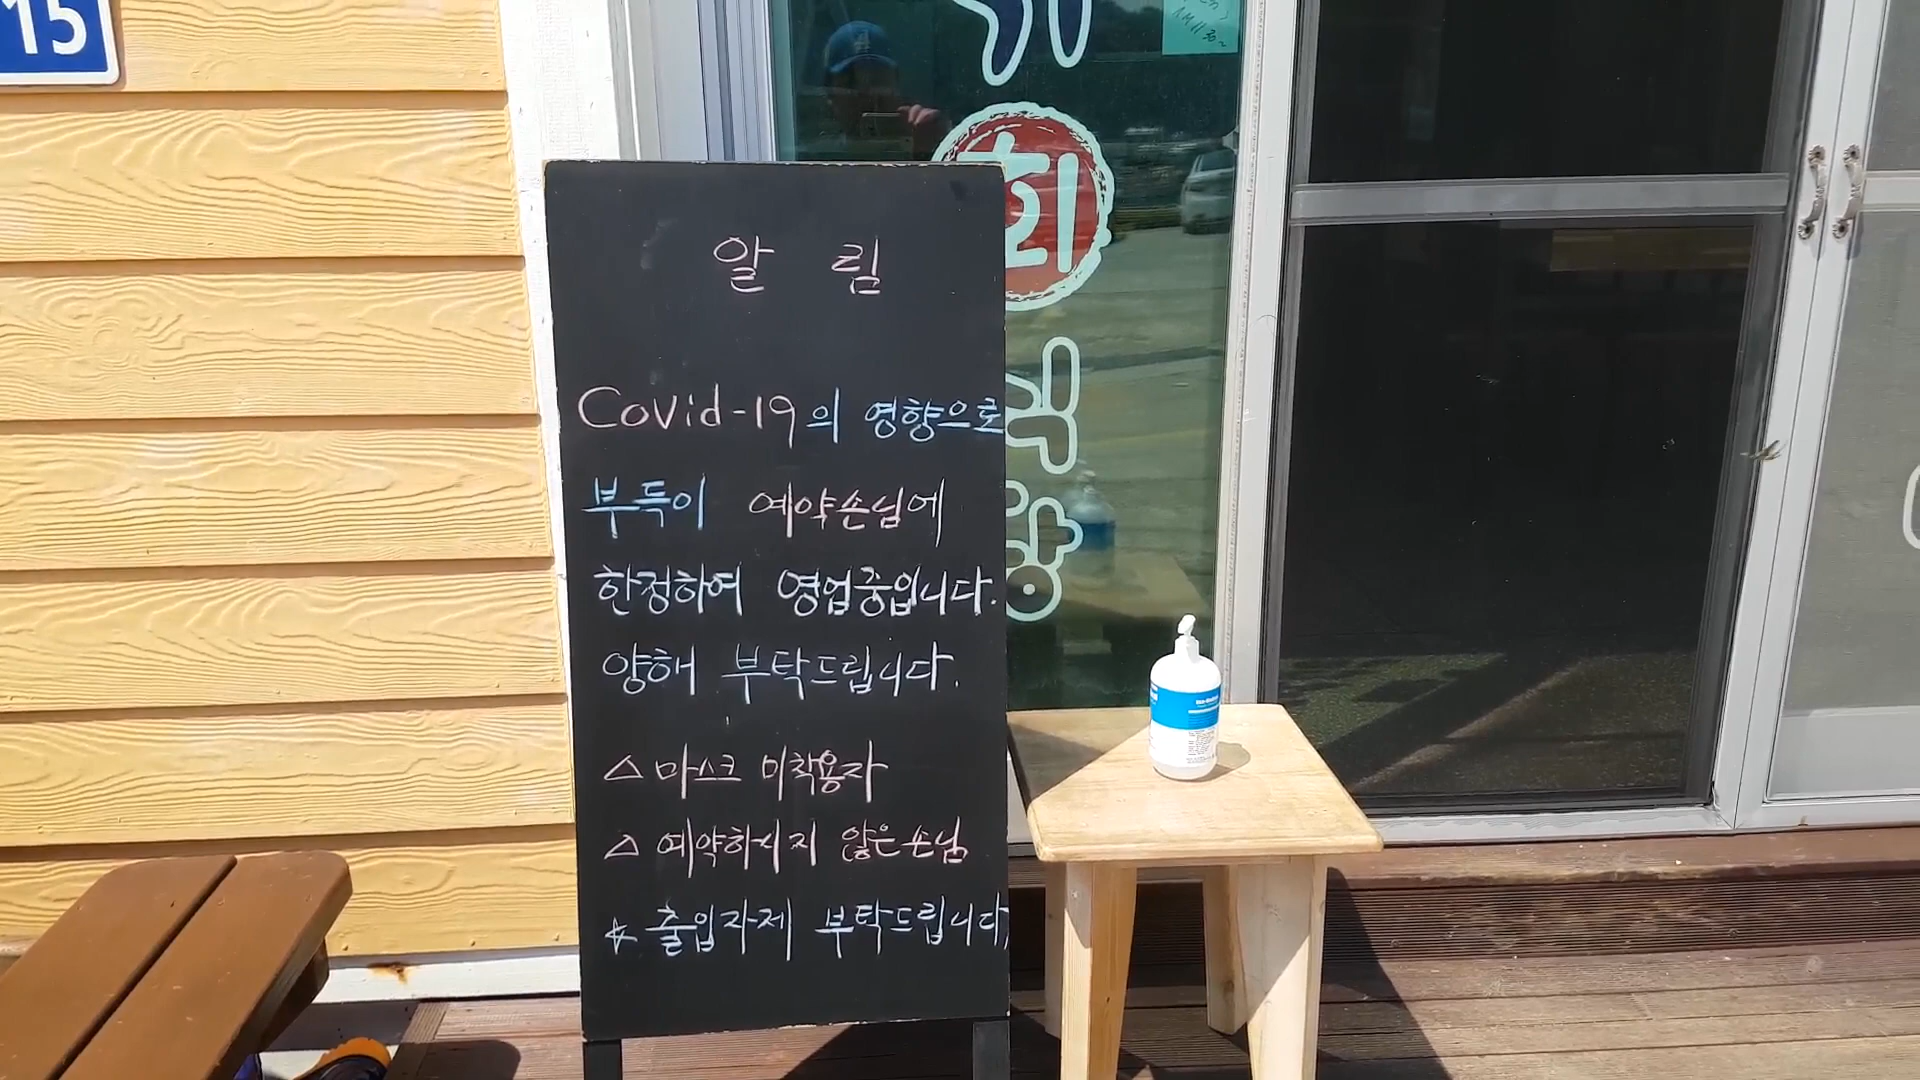 15
알 림
Covid-19의 영향으로
부득이 예약손님에
한정하여 영업중입니다.
양해 부탁드립니다.
△ 마스크 미착용자
△ 예약하시지 않은손님
☆ 출입자제 부탁드립니다.
회